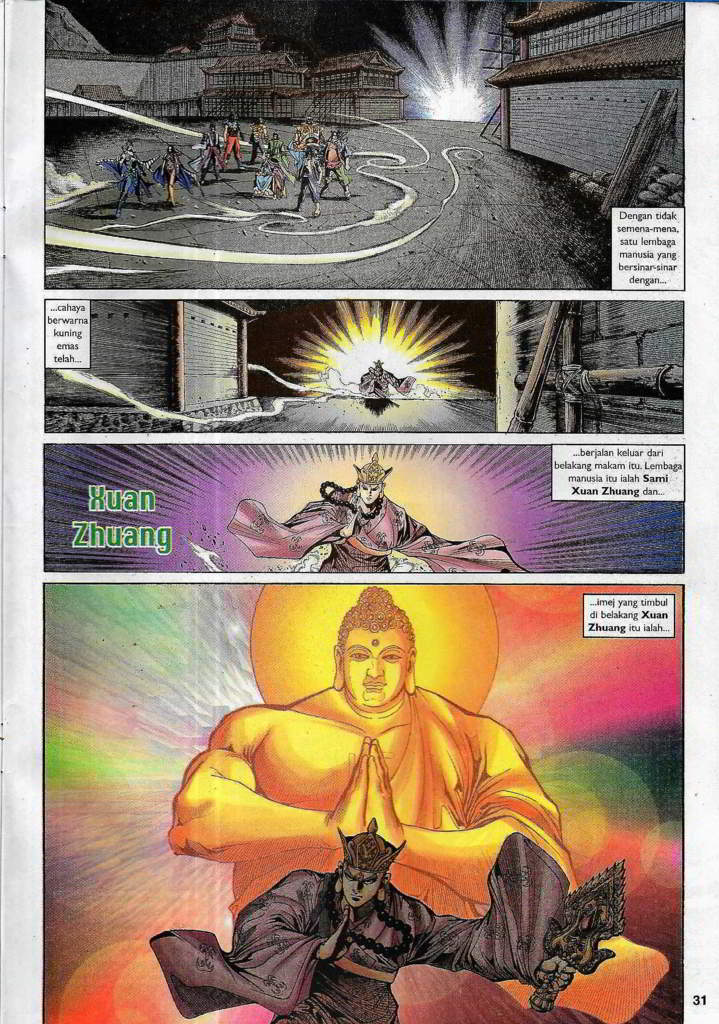 Dengan tidak
semena-mena,
satu lembaga
manusia yang
bersinar-sinar
dengan...
...cahaya
berwarna
kuning
emas
telah...
...berjalan keluar dari
belakang makam itu. Lembaga
manusia itu ialah Sami
Xuan Zhuang dan...
Xuan
Zhuang
...imej yang timbul
di belakang Xuan
Zhuang itu ialah...
31